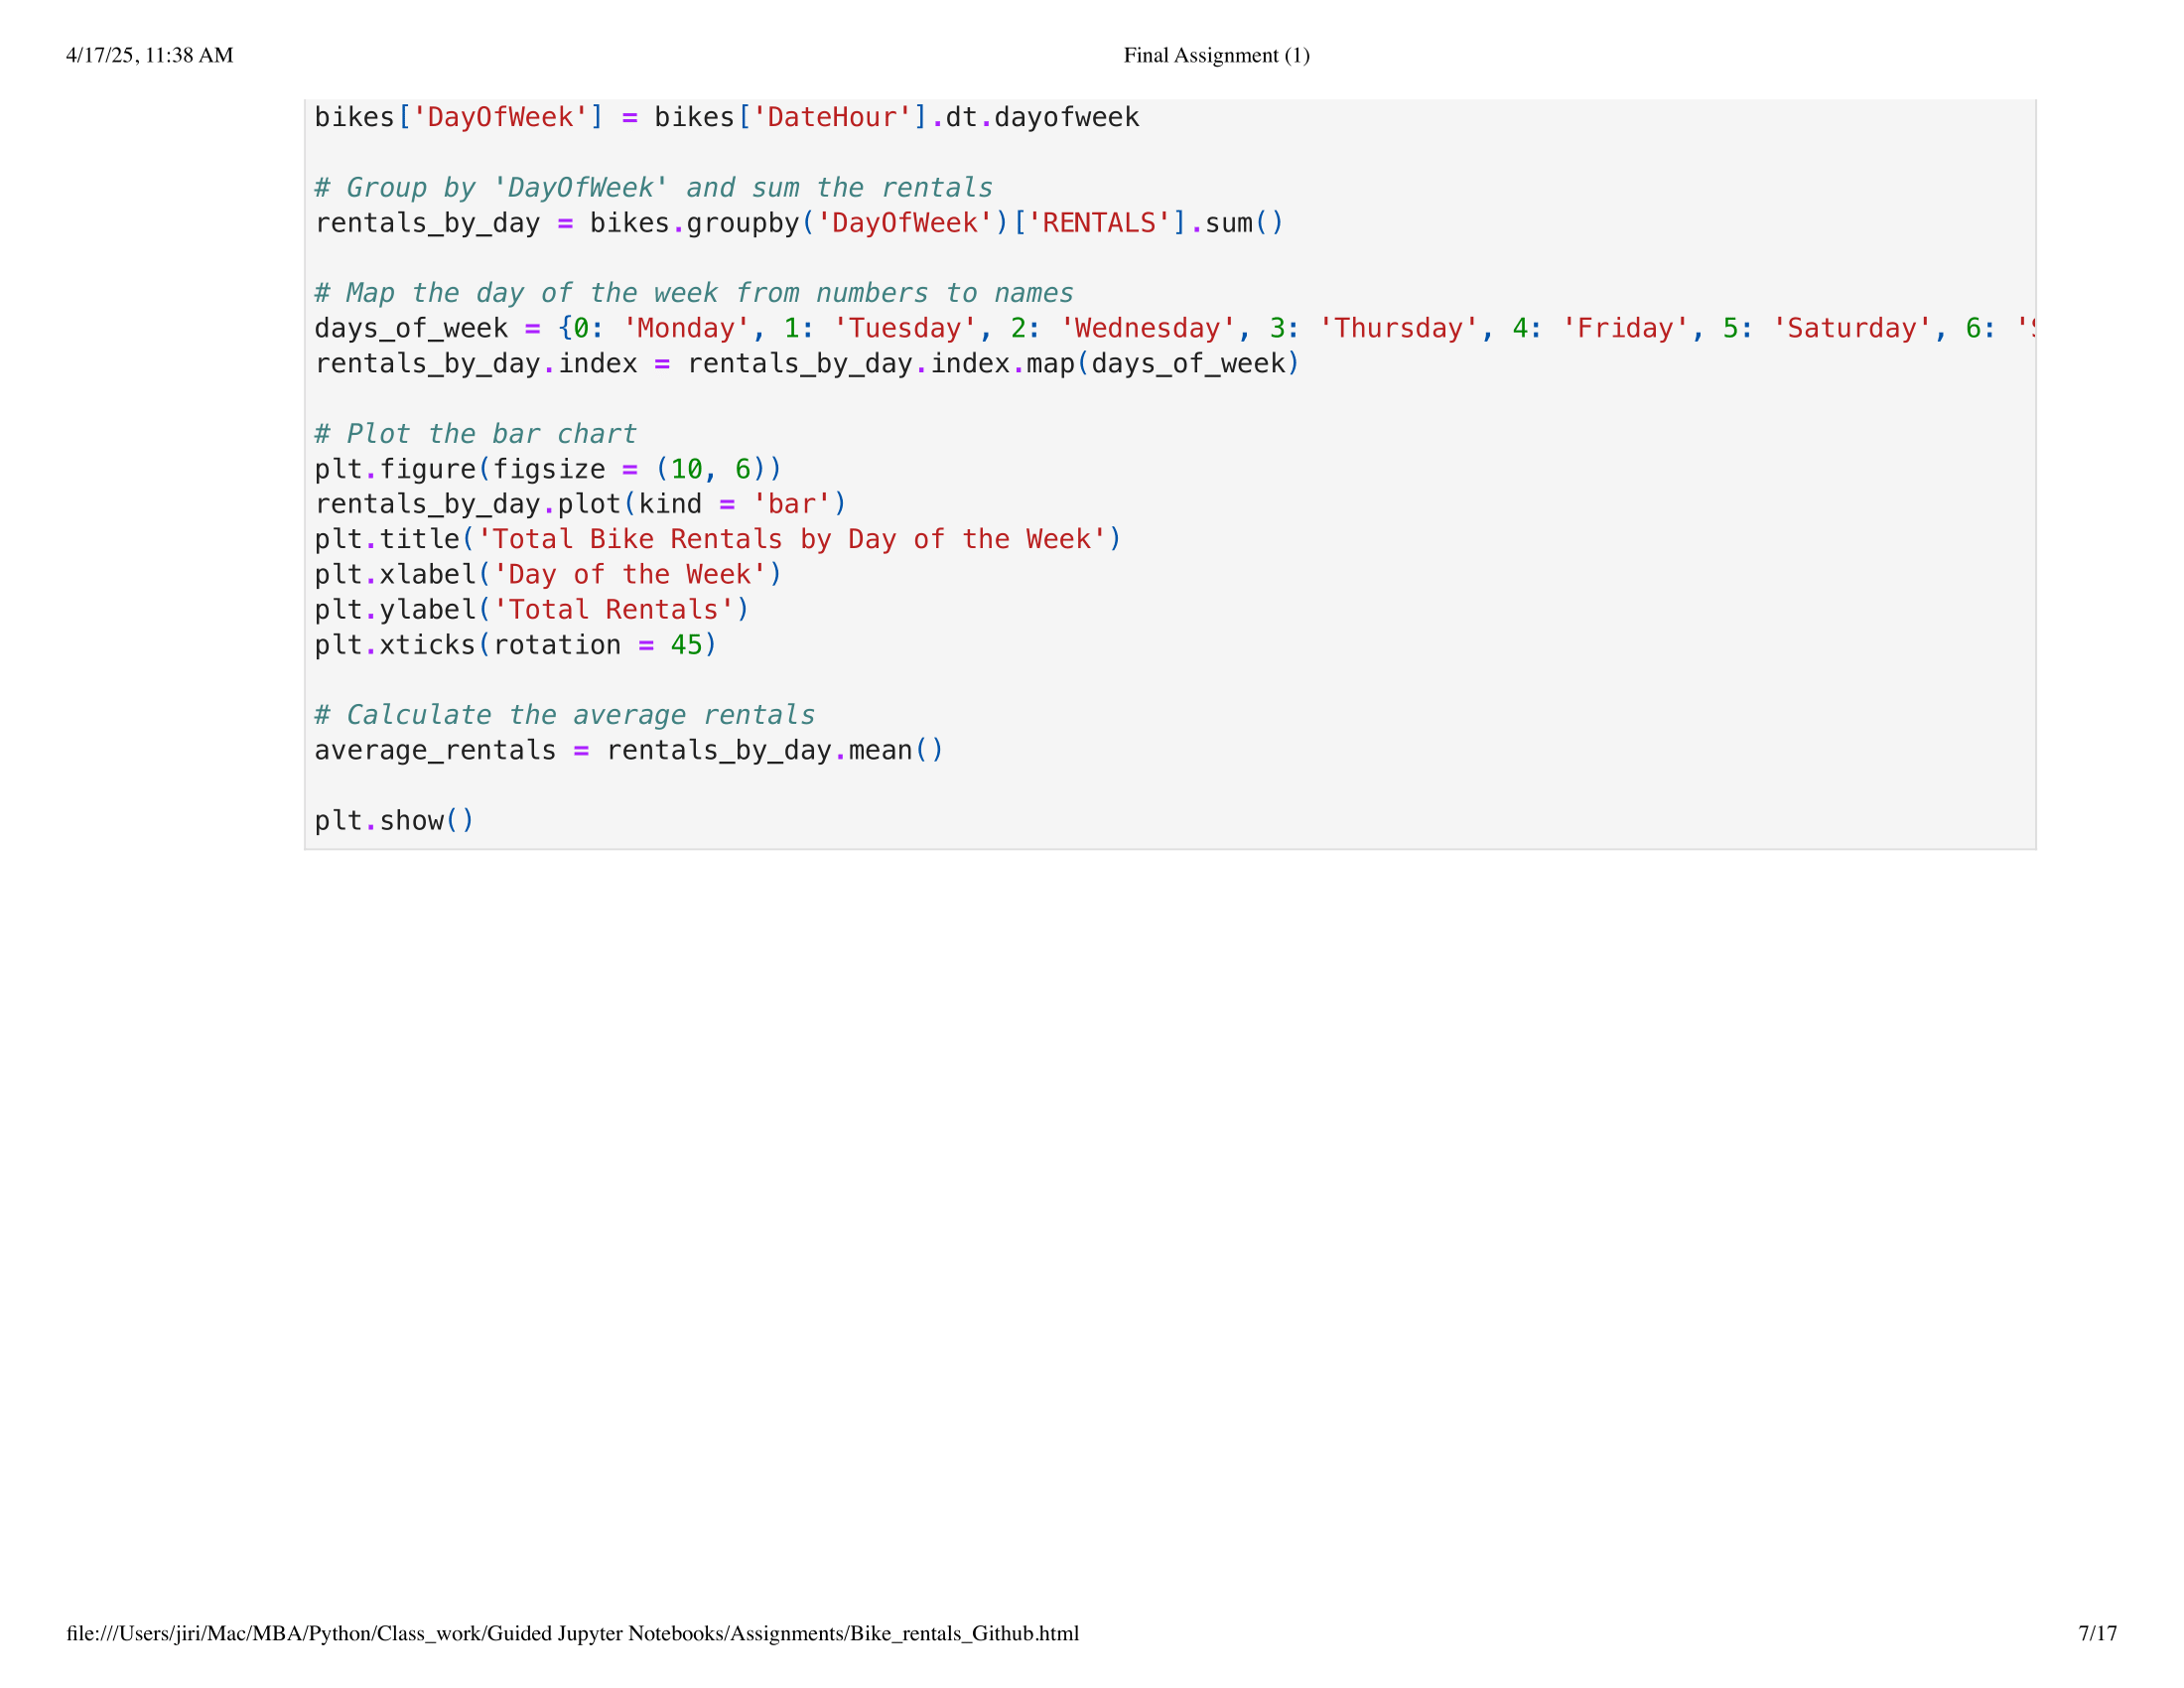 4/17/25, 11:38 AM
Final Assignment (1)
bikes['DayOfWeek'] = bikes['DateHour'].dt.dayofweek
# Group by 'DayOfWeek' and sum the rentals
rentals_by_day = bikes.groupby('DayOfWeek')['RENTALS'].sum()
# Map the day of the week from numbers to names
days_of_week = {0: 'Monday', 1: 'Tuesday', 2: 'Wednesday', 3: 'Thursday', 4: 'Friday', 5: 'Saturday', 6: '
rentals_by_day.index = rentals_by_day.index.map(days_of_week)
# Plot the bar chart
plt.figure(figsize = (10, 6))
rentals_by_day.plot(kind = 'bar')
plt.title('Total Bike Rentals by Day of the Week')
plt.xlabel('Day of the Week')
plt.ylabel('Total Rentals')
plt.xticks(rotation = 45)
# Calculate the average rentals
average_rentals = rentals_by_day.mean()
plt.show()
file:///Users/jiri/Mac/MBA/Python/Class_work/Guided Jupyter Notebooks/Assignments/Bike_rentals_Github.html
7/17